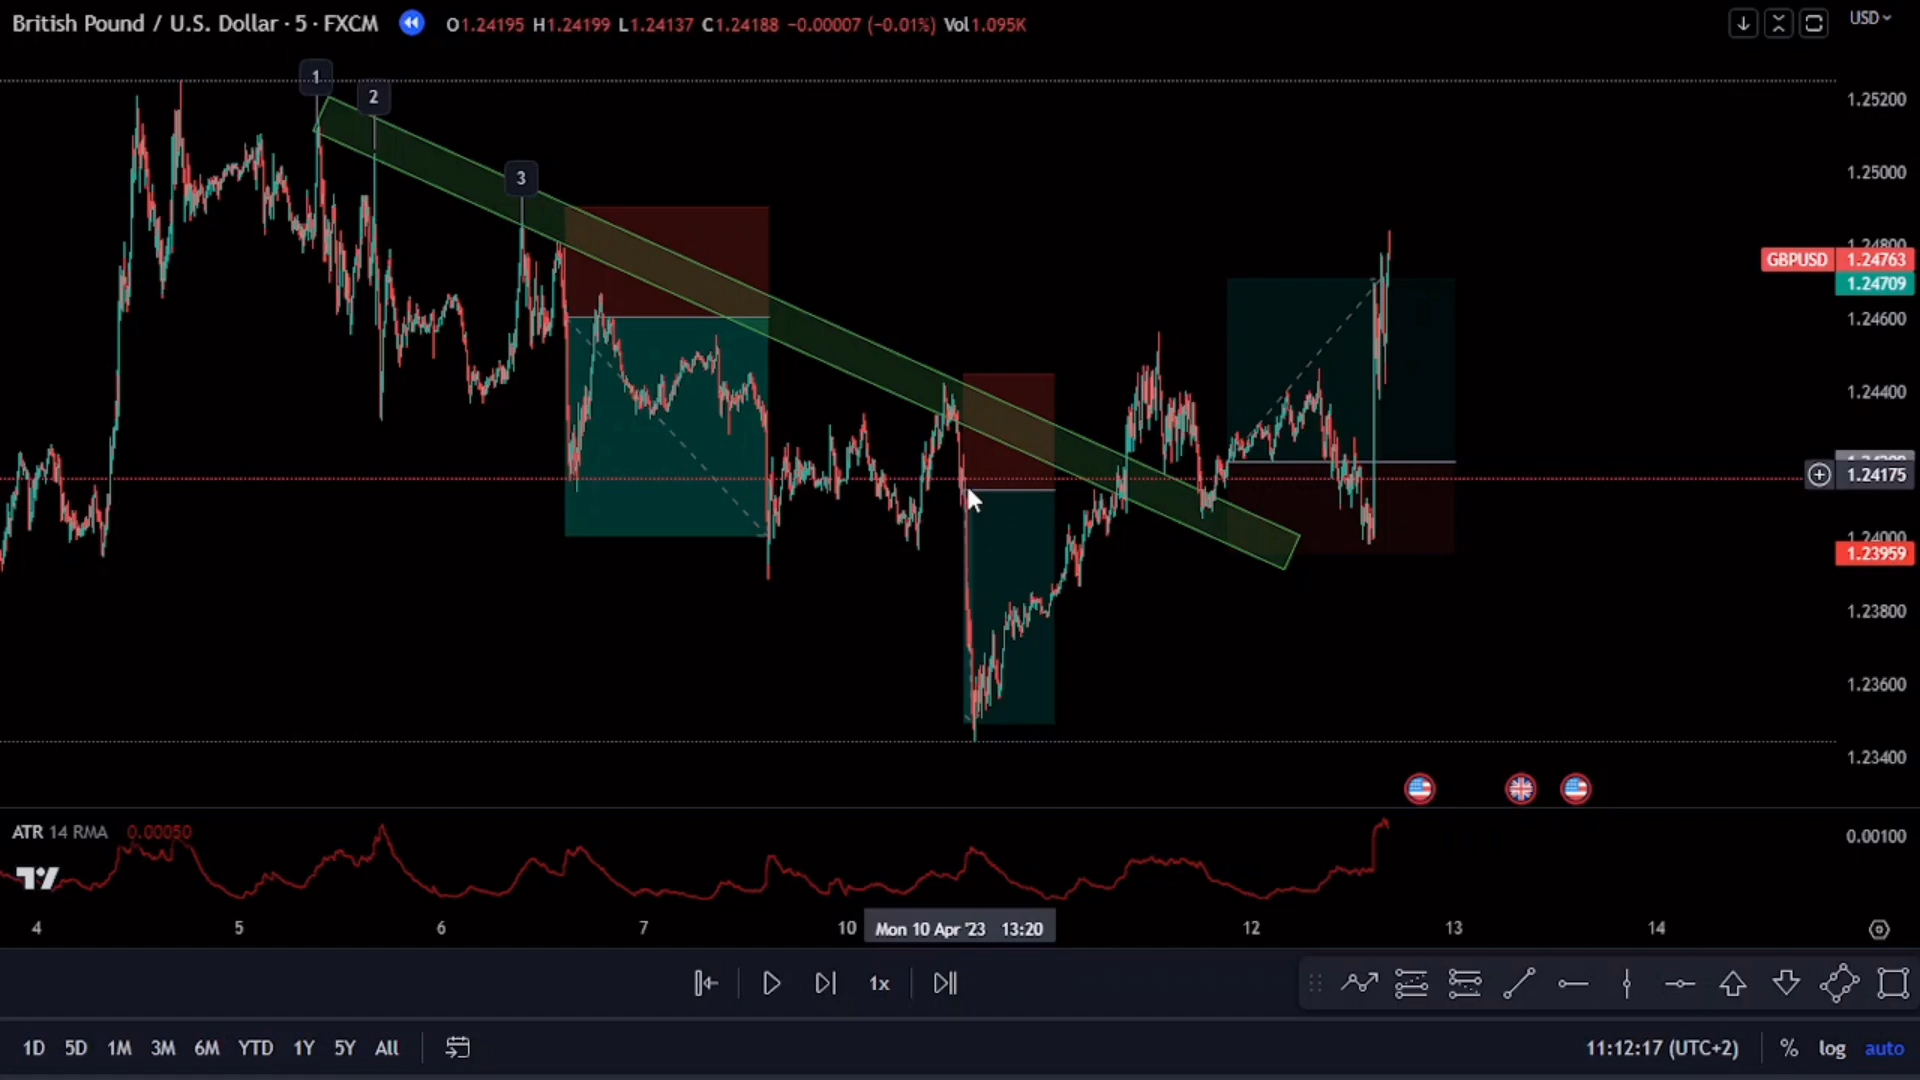 British Pound / U.S. Dollar · 5 · FXCM O1.24195 H1.24199 L1.24137 C1.24188 −0.00007 (−0.01%) Vol1.095K
USD
1
2
3
1.25200
1.25000
1.24800
GBPUSD 1.24763
1.24709
1.24600
1.24400
1.24175
1.24000
1.23959
1.23800
1.23600
1.23400
ATR 14 RMA 0.00050
0.00100
4 5 6 7 10 Mon 10 Apr '23 13:20 12 13 14
1x
1D 5D 1M 3M 6M YTD 1Y 5Y All
11:12:17 (UTC+2) % log auto